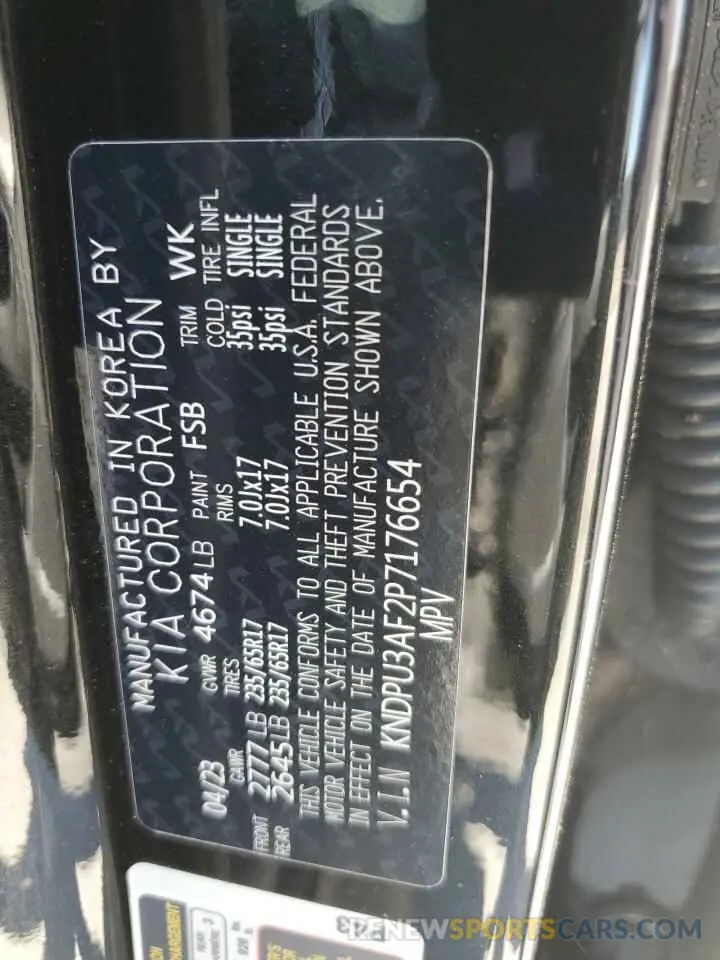 MANUFACTURED IN KOREA BY
KIA CORPORATION
04/23 GVWR 4674LB PAINT FSB TRIM WK
GAWR TIRES RIMS COLD TIRE INFL
FRONT 2777LB 235/65R17 7.0Jx17 35psi SINGLE
REAR 2645LB 235/65R17 7.0Jx17 35psi SINGLE
THIS VEHICLE CONFORMS TO ALL APPLICABLE U.S.A. FEDERAL
MOTOR VEHICLE SAFETY AND THEFT PREVENTION STANDARDS
IN EFFECT ON THE DATE OF MANUFACTURE SHOWN ABOVE.
V.I.N KNDPU3AF2P7176654
MPV
RENEWSPORTSCARS.COM